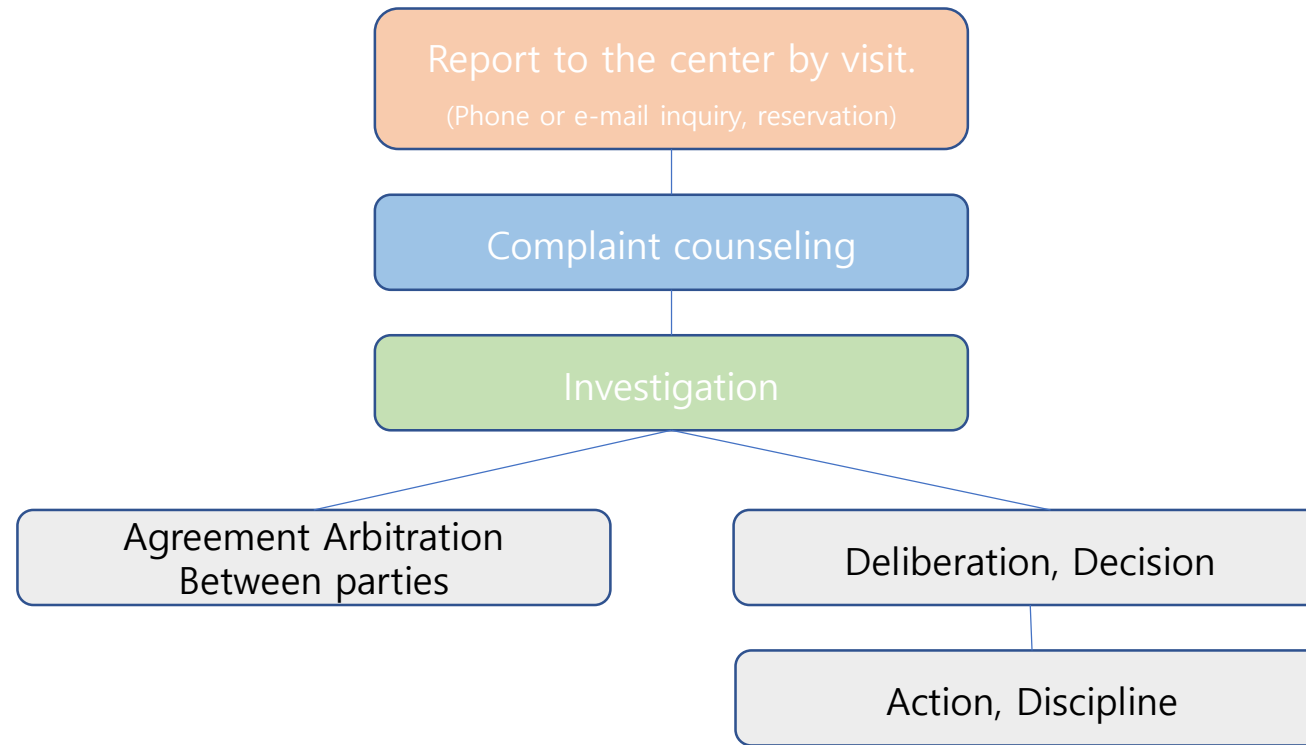 Report to the center by visit.
(Phone or e-mail inquiry, reservation)
Complaint counseling
Investigation
Agreement Arbitration
Between parties
Deliberation, Decision
Action, Discipline